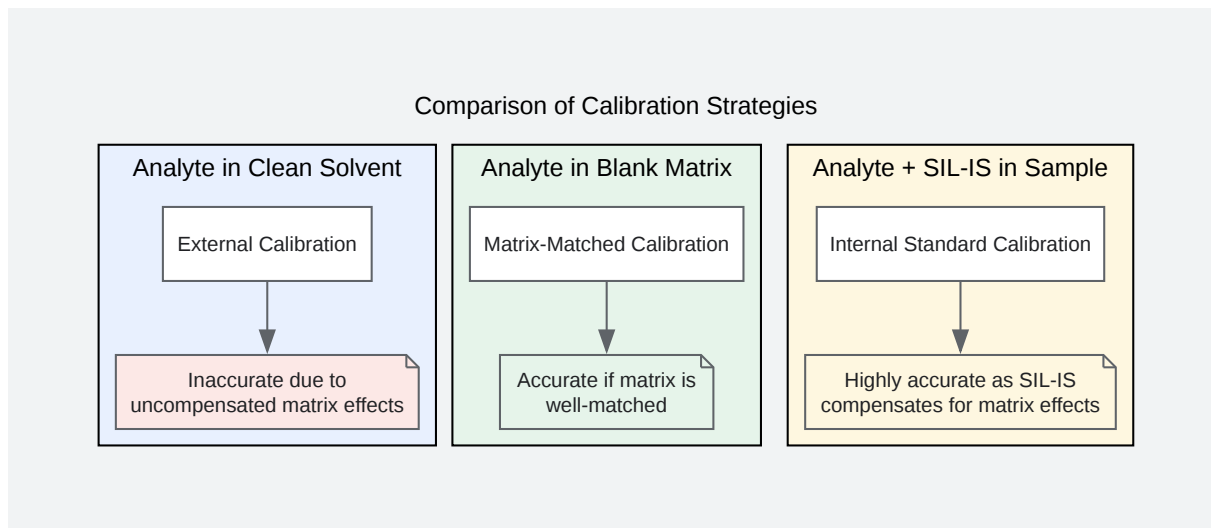 Comparison of Calibration Strategies
Analyte in Clean Solvent
External Calibration
Inaccurate due to
uncompensated matrix effects
Analyte in Blank Matrix
Matrix-Matched Calibration
Accurate if matrix is
well-matched
Analyte + SIL-IS in Sample
Internal Standard Calibration
Highly accurate as SIL-IS
compensates for matrix effects